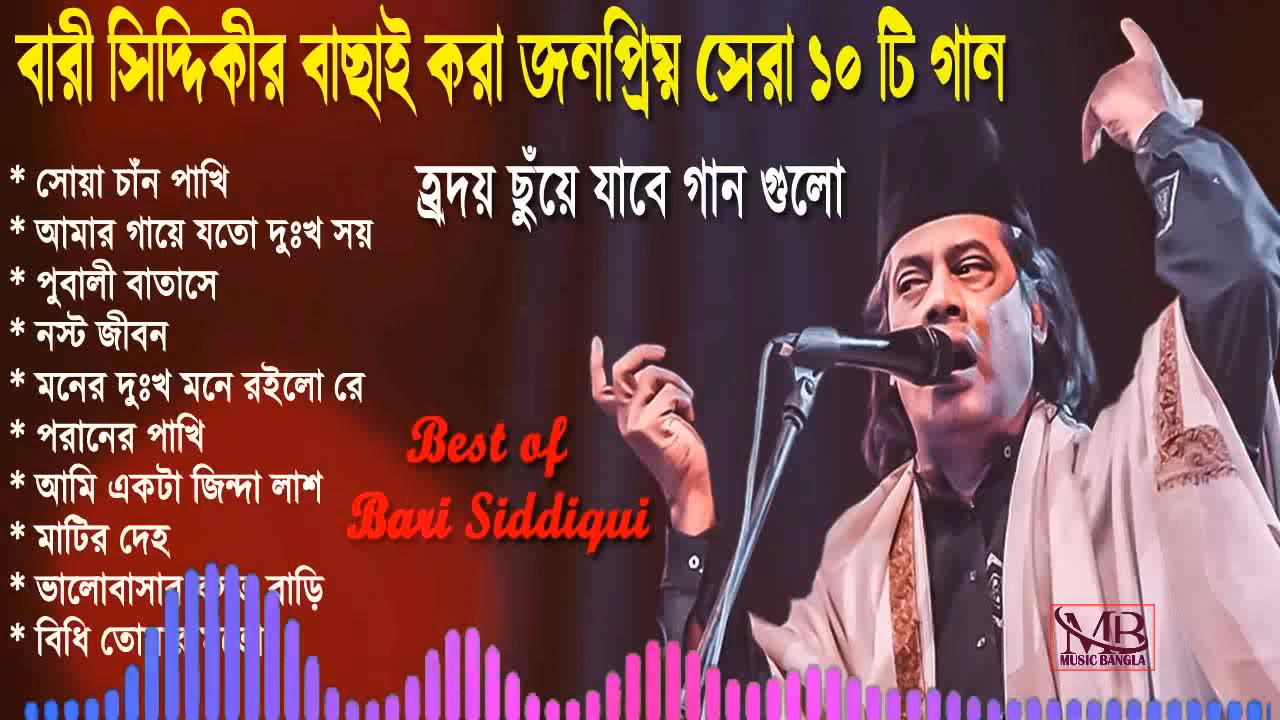 বারী সিদ্দিকীর বাছাই করা জনপ্রিয় সেরা ১০ টি গান
হ্রদয় ছুঁয়ে যাবে গান গুলো
* সোয়া চাঁন পাখি
* আমার গায়ে যতো দুঃখ সয়
* পুবালী বাতাসে
* নস্ট জীবন
* মনের দুঃখ মনে রইলো রে
* পরানের পাখি
* আমি একটা জিন্দা লাশ
* মাটির দেহ
* ভালোবাসার বাড়ি
* বিধি
Best of
Bari Siddiqui
MB
MUSIC BANGLA